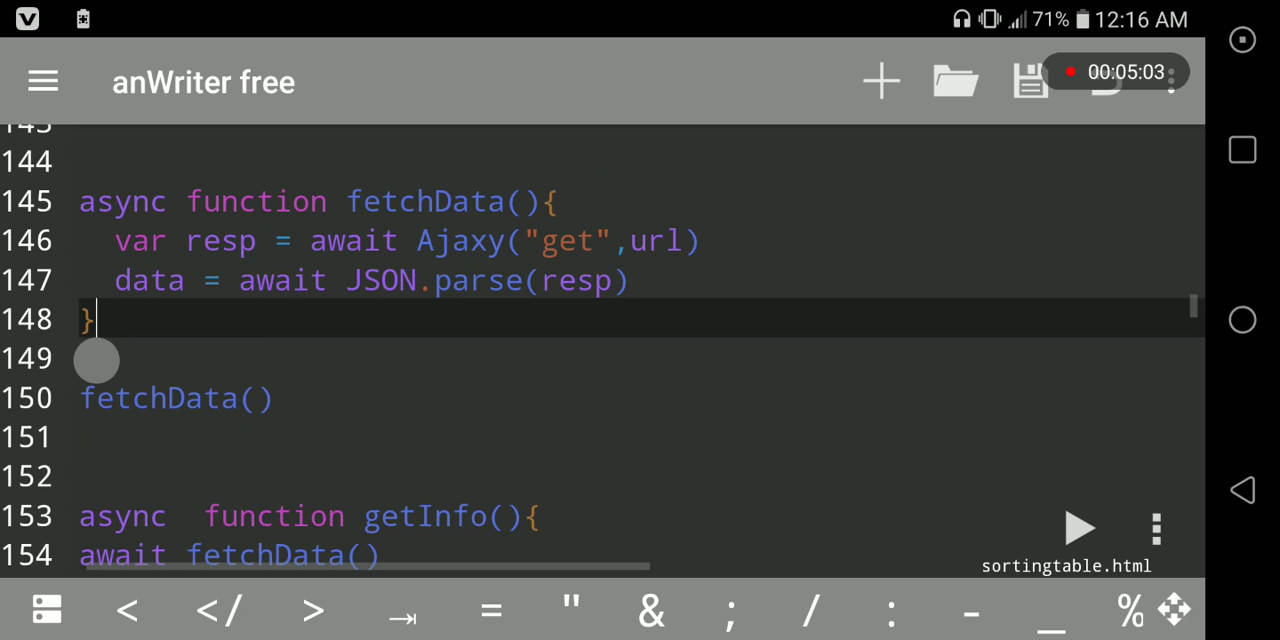 71% 12:16 AM
anWriter free
00:05:03
143
144
145 async function fetchData(){
146 var resp = await Ajaxy("get",url)
147 data = await JSON.parse(resp)
148 }
149
150 fetchData()
151
152
153 async  function getInfo(){
154 await fetchData()
sortingtable.html
< </ > = " & ; / : - _ %